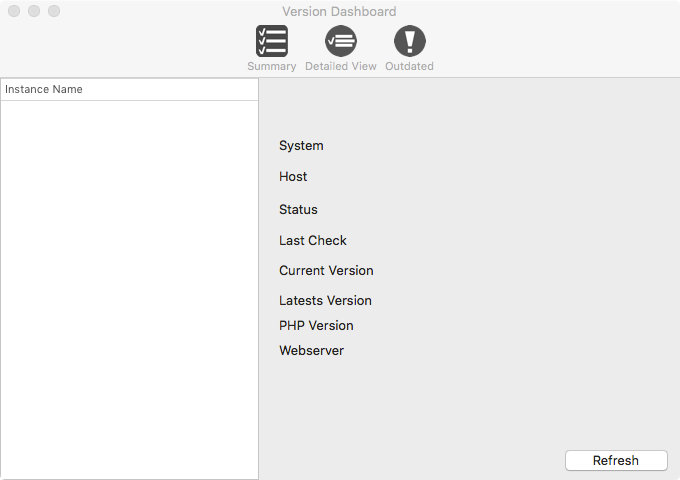 Version Dashboard
Summary Detailed View Outdated
Instance Name
System
Host
Status
Last Check
Current Version
Latests Version
PHP Version
Webserver
Refresh